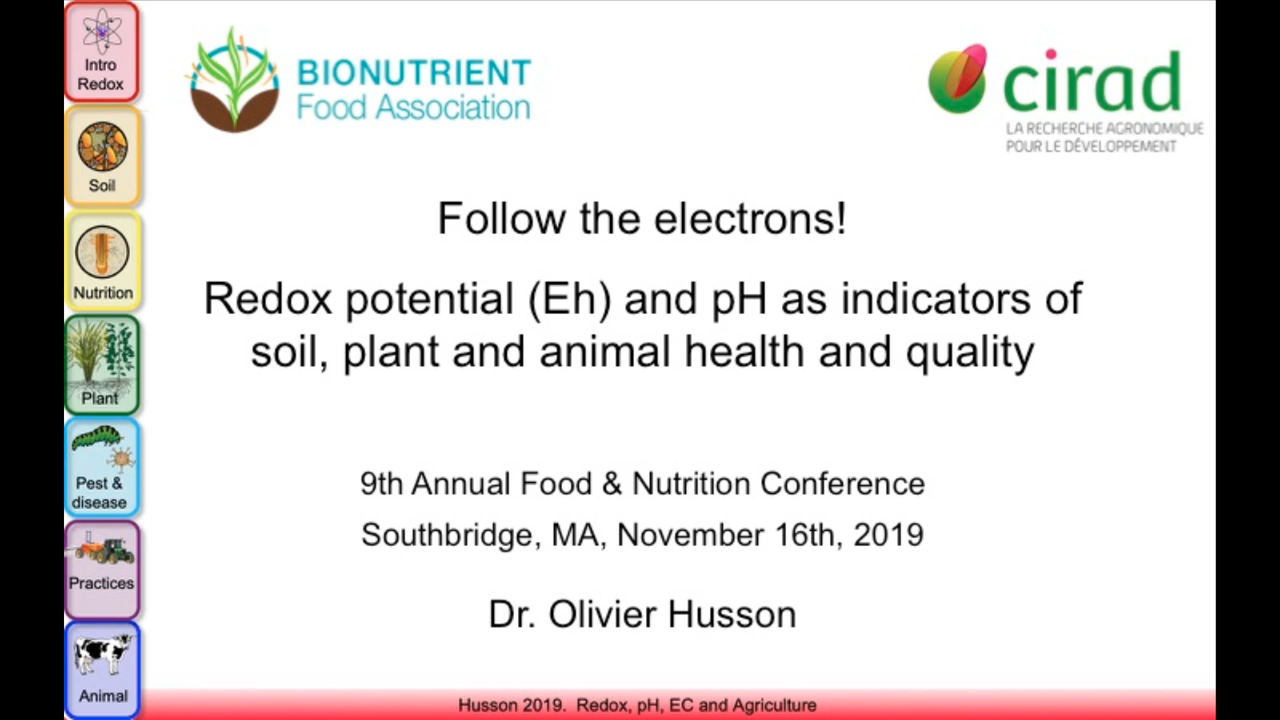 Intro
Redox
Soil
Nutrition
Plant
Pest &
disease
Practices
Animal
BIONUTRIENT
Food Association
cirad
LA RECHERCHE AGRONOMIQUE
POUR LE DÉVELOPPEMENT
Follow the electrons!
Redox potential (Eh) and pH as indicators of
soil, plant and animal health and quality
9th Annual Food & Nutrition Conference
Southbridge, MA, November 16th, 2019
Dr. Olivier Husson
Husson 2019. Redox, pH, EC and Agriculture